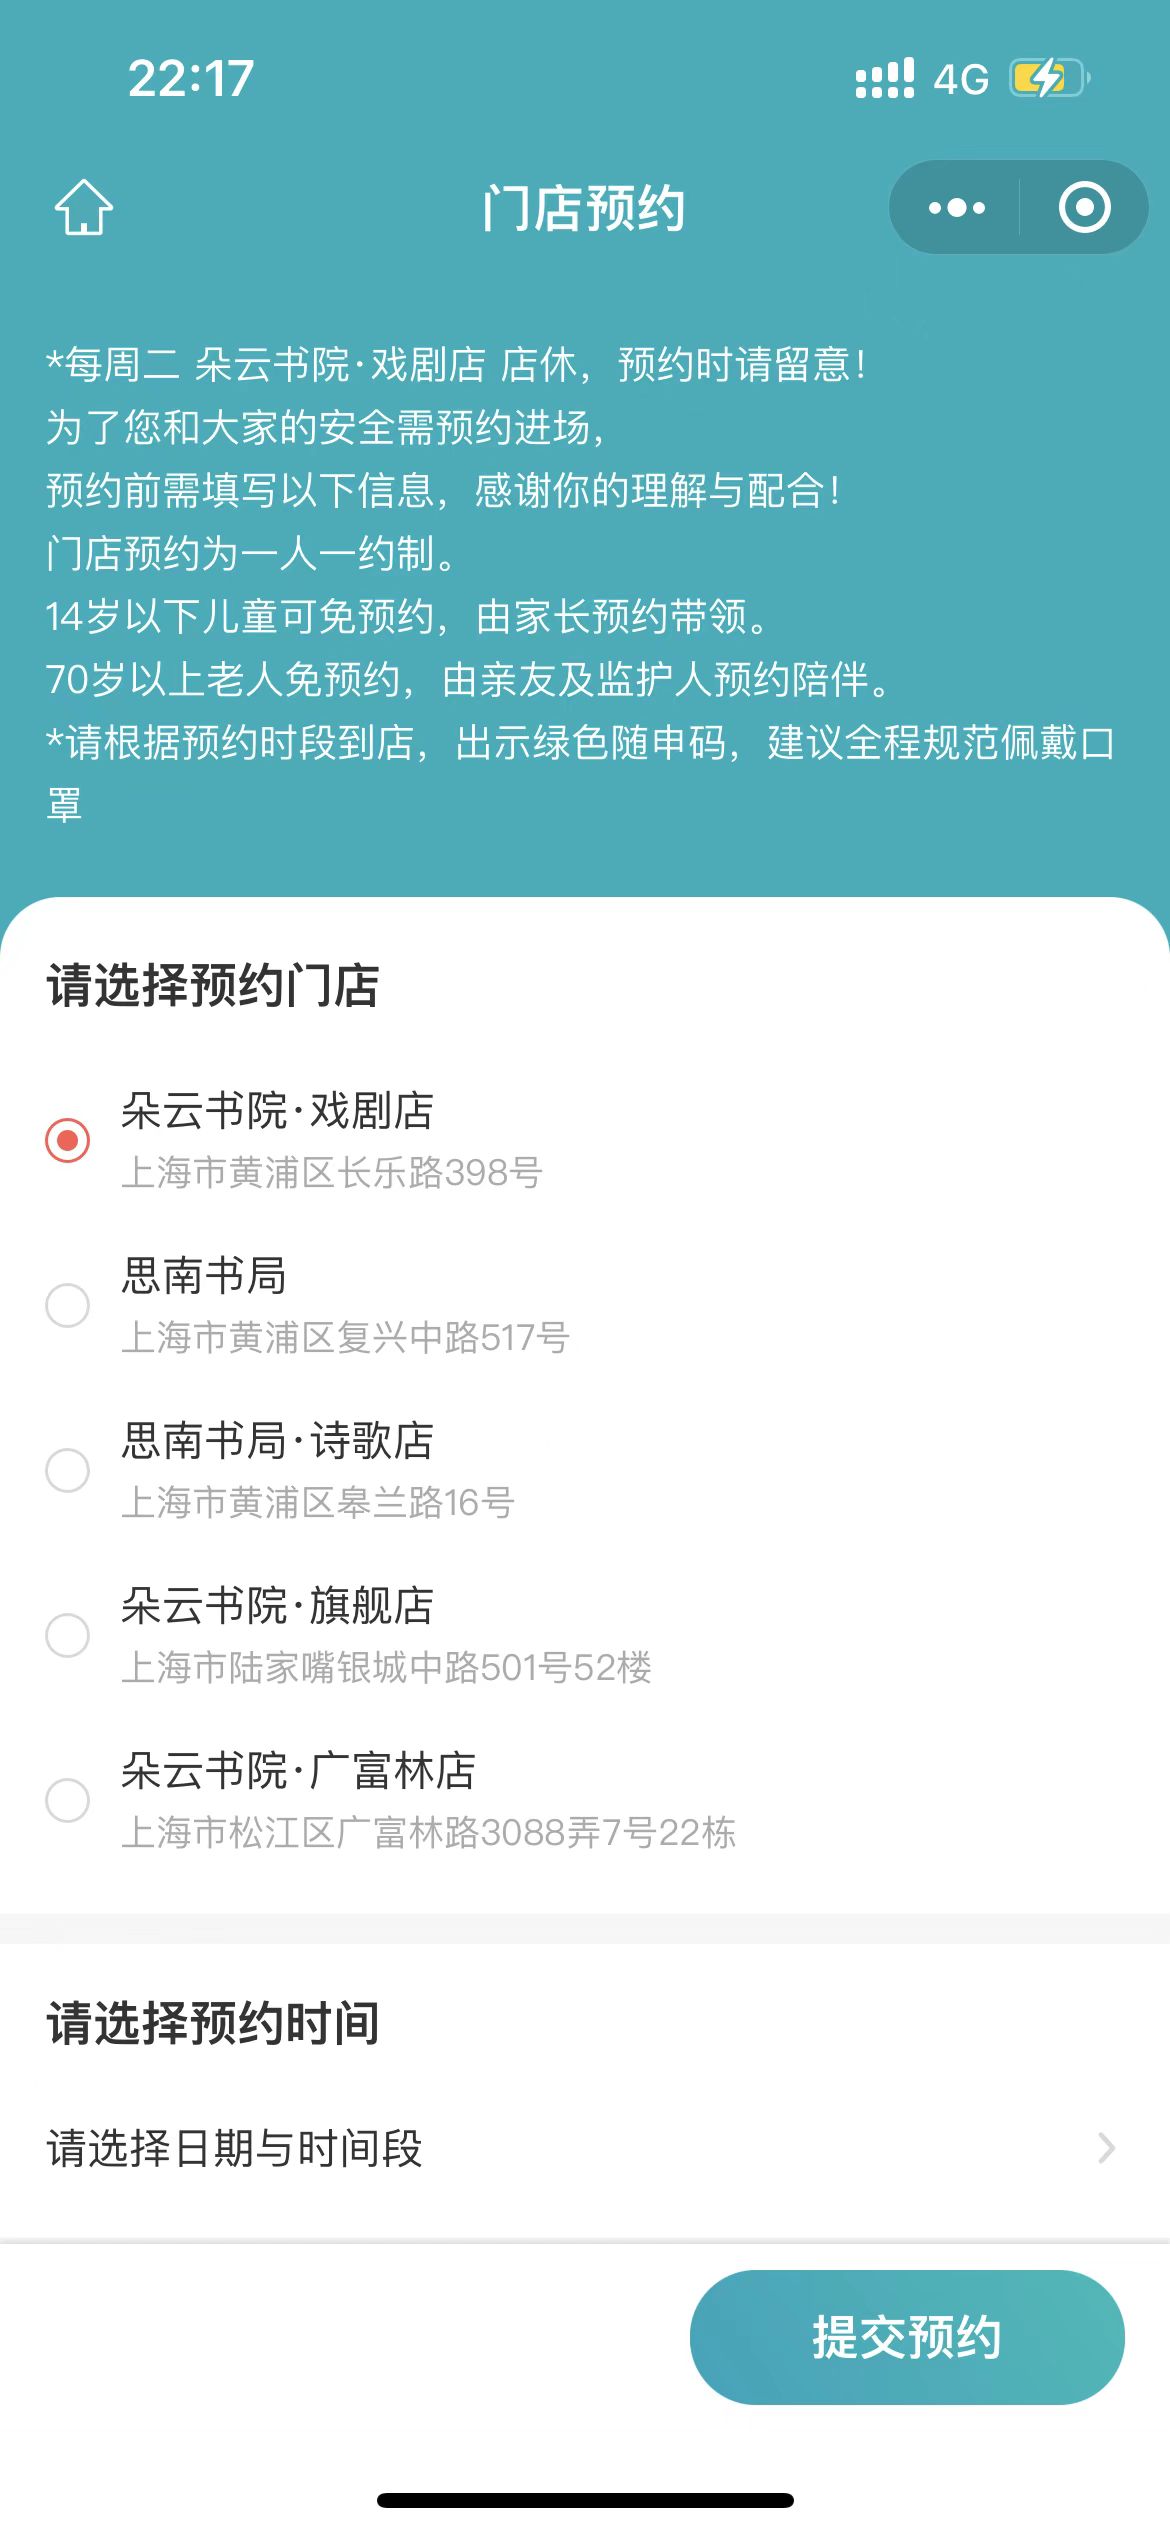 22:17
4G
门店预约
*每周二 朵云书院·戏剧店 店休，预约时请留意！
为了您和大家的安全需预约进场，
预约前需填写以下信息，感谢你的理解与配合！
门店预约为一人一约制。
14岁以下儿童可免预约，由家长预约带领。
70岁以上老人免预约，由亲友及监护人预约陪伴。
*请根据预约时段到店，出示绿色随申码，建议全程规范佩戴口
罩
请选择预约门店
朵云书院·戏剧店
上海市黄浦区长乐路398号
思南书局
上海市黄浦区复兴中路517号
思南书局·诗歌店
上海市黄浦区皋兰路16号
朵云书院·旗舰店
上海市陆家嘴银城中路501号52楼
朵云书院·广富林店
上海市松江区广富林路3088弄7号22栋
请选择预约时间
请选择日期与时间段
提交预约